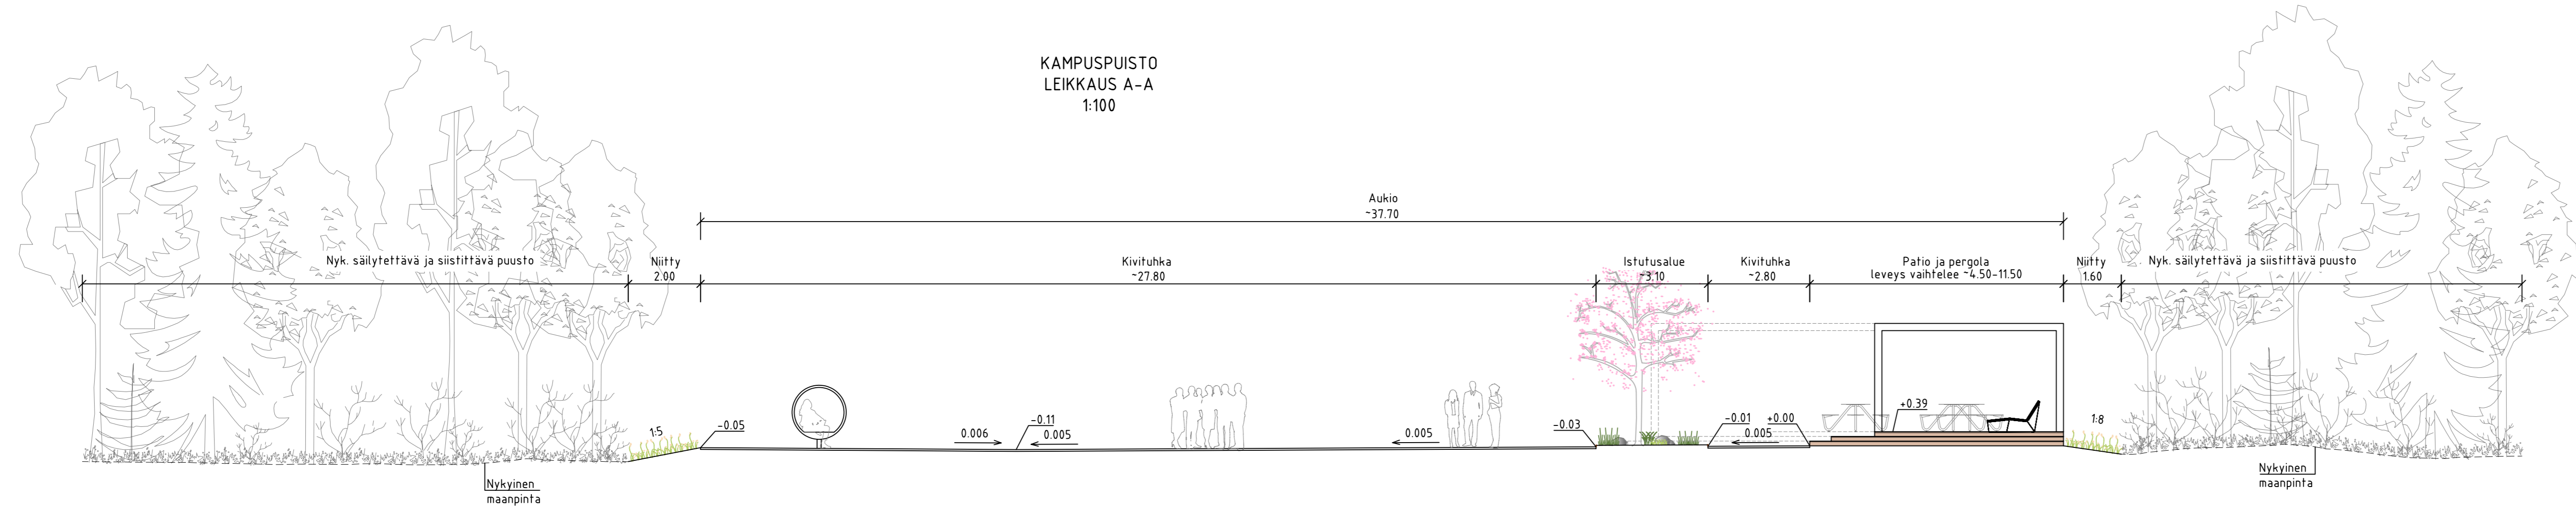 KAMPUSPUISTO
LEIKKAUS A-A
1:100
Aukio
~37.70
Nyk. säilytettävä ja siistittävä puusto
Niitty
2.00
Kivituhka
~27.80
Istutusalue
~3.10
Kivituhka
~2.80
Patio ja pergola
leveys vaihtelee ~4.50-11.50
Niitty
1.60
Nyk. säilytettävä ja siistittävä puusto
1:5
-0.05
0.006
-0.11
0.005
0.005
-0.03
-0.01
+0.00
0.005
+0.39
1:8
Nykyinen
maanpinta
Nykyinen
maanpinta